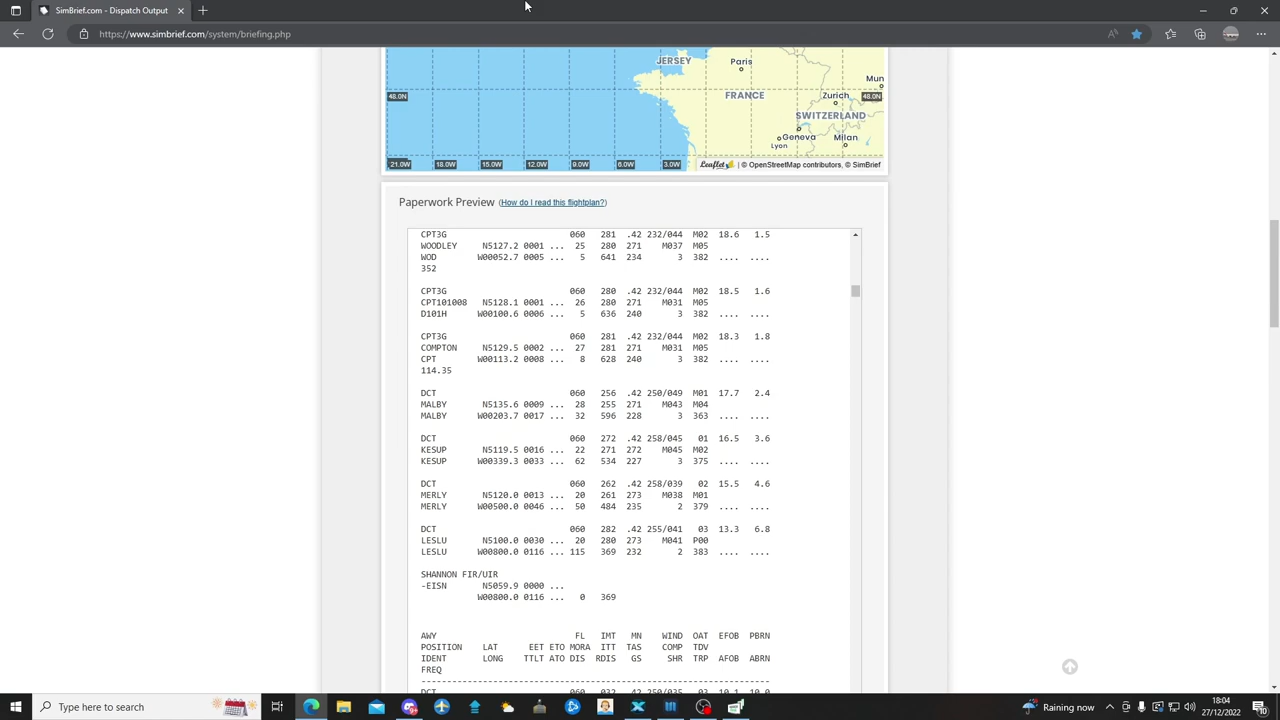 SimBrief.com - Dispatch Output
https://www.simbrief.com/system/briefing.php
JERSEY
Paris
Mun
48.0N
FRANCE
Zurich
48.0N
SWITZERLAND
Geneva
Milan
Lyon
21.0W 18.0W 15.0W 12.0W 9.0W 6.0W 3.0W
Leaflet | © OpenStreetMap contributors, © SimBrief
Paperwork Preview (How do I read this flightplan?)
CPT3G 060 281 .42 232/044 M02 18.6 1.5
WOODLEY N5127.2 0001 ... 25 280 271 M037 M05
WOD W00052.7 0005 ... 5 641 234 3 382 .... ....
352
CPT3G 060 280 .42 232/044 M02 18.5 1.6
CPT101008 N5128.1 0001 ... 26 280 271 M031 M05
D101H W00100.6 0006 ... 5 636 240 3 382 .... ....
CPT3G 060 281 .42 232/044 M02 18.3 1.8
COMPTON N5129.5 0002 ... 27 281 271 M031 M05
CPT W00113.2 0008 ... 8 628 240 3 382 .... ....
114.35
DCT 060 256 .42 250/049 M01 17.7 2.4
MALBY N5135.6 0009 ... 28 255 271 M043 M04
MALBY W00203.7 0017 ... 32 596 228 3 363 .... ....
DCT 060 272 .42 258/045 01 16.5 3.6
KESUP N5119.5 0016 ... 22 271 272 M045 M02
KESUP W00339.3 0033 ... 62 534 227 3 375 .... ....
DCT 060 262 .42 258/039 02 15.5 4.6
MERLY N5120.0 0013 ... 20 261 273 M038 M01
MERLY W00500.0 0046 ... 50 484 235 2 379 .... ....
DCT 060 282 .42 255/041 03 13.3 6.8
LESLU N5100.0 0030 ... 20 280 273 M041 P00
LESLU W00800.0 0116 ... 115 369 232 2 383 .... ....
SHANNON FIR/UIR
-EISN N5059.9 0000 ...
W00800.0 0116 ... 0 369
AWY FL IMT MN WIND OAT EFOB PBRN
POSITION LAT EET ETO MORA ITT TAS COMP TDV
IDENT LONG TTLT ATO DIS RDIS GS SHR TRP AFOB ABRN
FREQ
--------------------------------------------------------------------------
DCT 060 032 .42 250/035 03 10.1 10.0
Type here to search
Raining now
18:04
27/12/2022